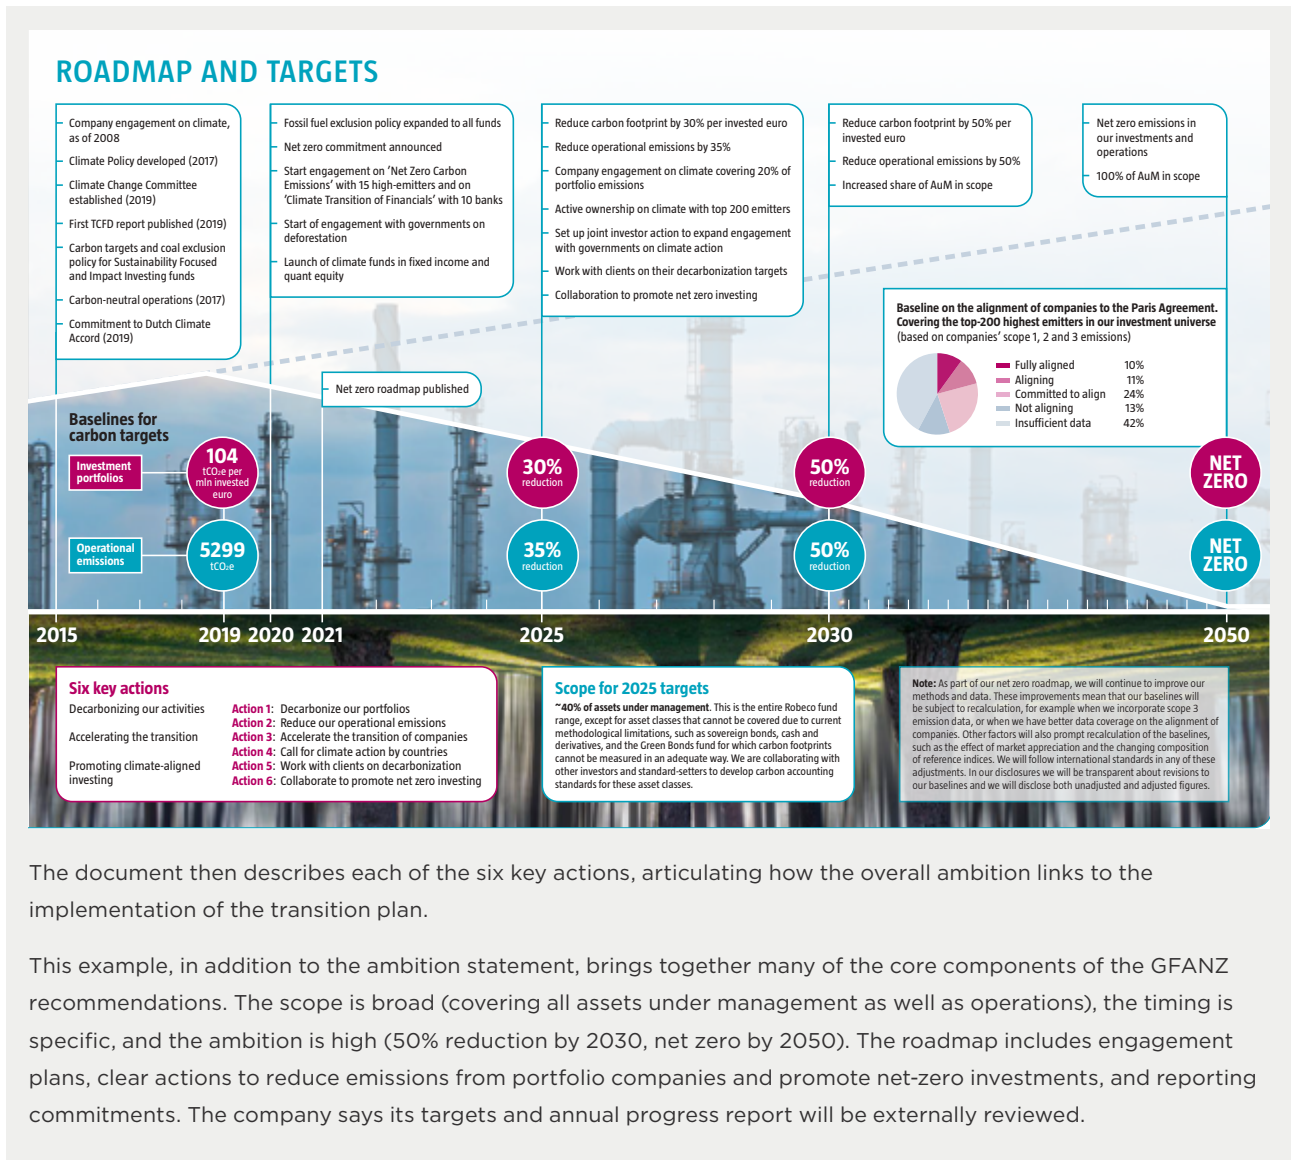 ROADMAP AND TARGETS
Company engagement on climate,
as of 2008
Climate Policy developed (2017)
Climate Change Committee
established (2019)
First TCFD report published (2019)
Carbon targets and coal exclusion
policy for Sustainability Focused
and Impact Investing funds
Carbon-neutral operations (2017)
Commitment to Dutch Climate
Accord (2019)
Fossil fuel exclusion policy expanded to all funds
Net zero commitment announced
Start engagement on ‘Net Zero Carbon
Emissions’ with 15 high-emitters and on
‘Climate Transition of Financials’ with 10 banks
Start of engagement with governments on
deforestation
Launch of climate funds in fixed income and
quant equity
Net zero roadmap published
Reduce carbon footprint by 30% per invested euro
Reduce operational emissions by 35%
Company engagement on climate covering 20% of
portfolio emissions
Active ownership on climate with top 200 emitters
Set up joint investor action to expand engagement
with governments on climate action
Work with clients on their decarbonization targets
Collaboration to promote net zero investing
Reduce carbon footprint by 50% per
invested euro
Reduce operational emissions by 50%
Increased share of AuM in scope
Net zero emissions in
our investments and
operations
100% of AuM in scope
Baseline on the alignment of companies to the Paris Agreement.
Covering the top-200 highest emitters in our investment universe
(based on companies’ scope 1, 2 and 3 emissions)
Fully aligned 10%
Aligning 11%
Committed to align 24%
Not aligning 13%
Insufficient data 42%
Baselines for
carbon targets
Investment
portfolios
104
tCO₂e per
mln invested
euro
30%
reduction
50%
reduction
NET
ZERO
Operational
emissions
5299
tCO₂e
35%
reduction
50%
reduction
NET
ZERO
2015 2019 2020 2021 2025 2030 2050
Six key actions
Decarbonizing our activities Action 1: Decarbonize our portfolios
Action 2: Reduce our operational emissions
Accelerating the transition Action 3: Accelerate the transition of companies
Action 4: Call for climate action by countries
Promoting climate-aligned Action 5: Work with clients on decarbonization
investing Action 6: Collaborate to promote net zero investing
Scope for 2025 targets
~40% of assets under management. This is the entire Robeco fund
range, except for asset classes that cannot be covered due to current
methodological limitations, such as sovereign bonds, cash and
derivatives, and the Green Bonds fund for which carbon footprints
cannot be measured in an adequate way. We are collaborating with
other investors and standard-setters to develop carbon accounting
standards for these asset classes.
Note: As part of our net zero roadmap, we will continue to improve our
methods and data. These improvements mean that our baselines will
be subject to recalculation, for example when we incorporate scope 3
emission data, or when we have better data coverage on the alignment of
companies. Other factors will also prompt recalculation of the baselines,
such as the effect of market appreciation and the changing composition
of reference indices. We will follow international standards in any of these
adjustments. In our disclosures we will be transparent about revisions to
our baselines and we will disclose both unadjusted and adjusted figures.
The document then describes each of the six key actions, articulating how the overall ambition links to the
implementation of the transition plan.
This example, in addition to the ambition statement, brings together many of the core components of the GFANZ
recommendations. The scope is broad (covering all assets under management as well as operations), the timing is
specific, and the ambition is high (50% reduction by 2030, net zero by 2050). The roadmap includes engagement
plans, clear actions to reduce emissions from portfolio companies and promote net-zero investments, and reporting
commitments. The company says its targets and annual progress report will be externally reviewed.